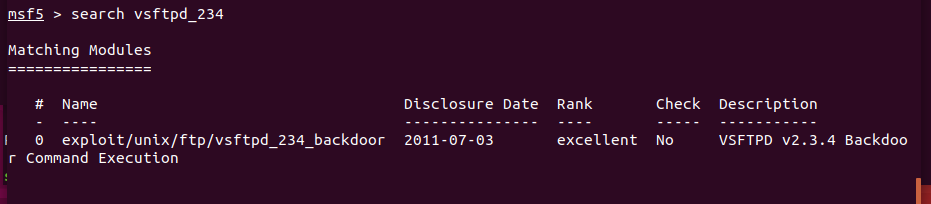 msf5 > search vsftpd_234
Matching Modules
================
#  Name                                  Disclosure Date  Rank       Check  Description
-  ----                                  ---------------  ----       -----  -----------
0  exploit/unix/ftp/vsftpd_234_backdoor  2011-07-03       excellent  No     VSFTPD v2.3.4 Backdoo
r Command Execution